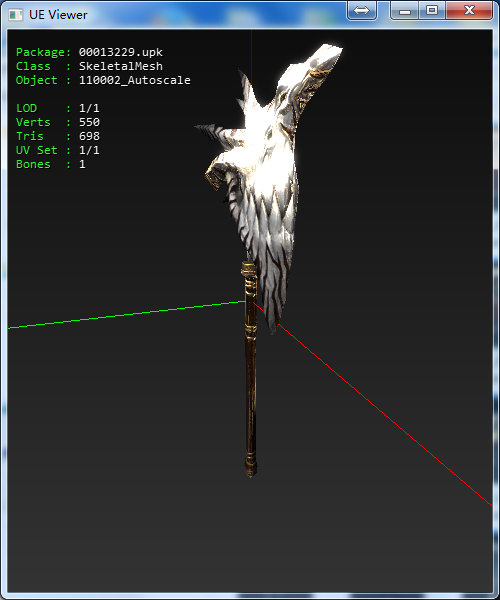 UE Viewer
Package: 00013229.upk
Class : SkeletalMesh
Object : 110002_Autoscale
LOD : 1/1
Verts : 550
Tris : 698
UV Set : 1/1
Bones : 1